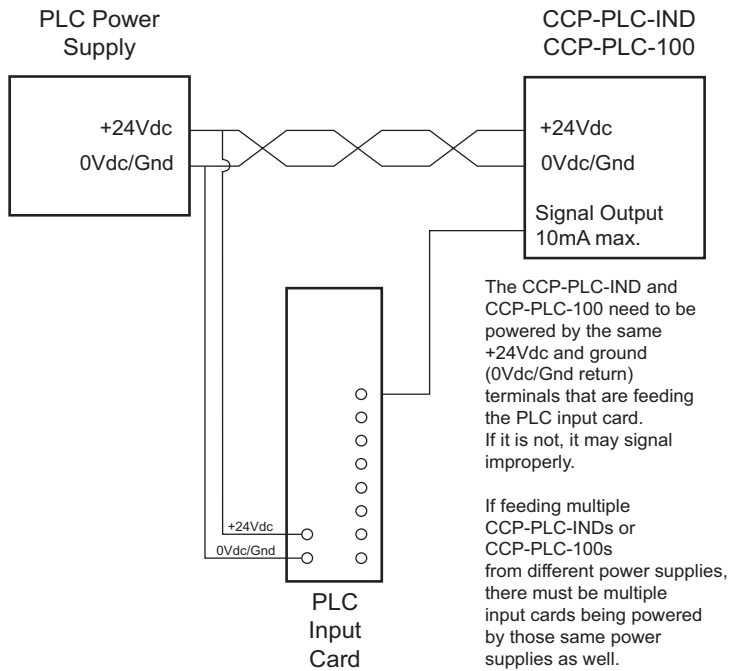 PLC Power
Supply
CCP-PLC-IND
CCP-PLC-100
+24Vdc
0Vdc/Gnd
+24Vdc
0Vdc/Gnd
Signal Output
10mA max.
The CCP-PLC-IND and
CCP-PLC-100 need to be
powered by the same
+24Vdc and ground
(0Vdc/Gnd return)
terminals that are feeding
the PLC input card.
If it is not, it may signal
improperly.
If feeding multiple
CCP-PLC-INDs or
CCP-PLC-100s
from different power supplies,
there must be multiple
input cards being powered
by those same power
supplies as well.
+24Vdc
0Vdc/Gnd
PLC
Input
Card